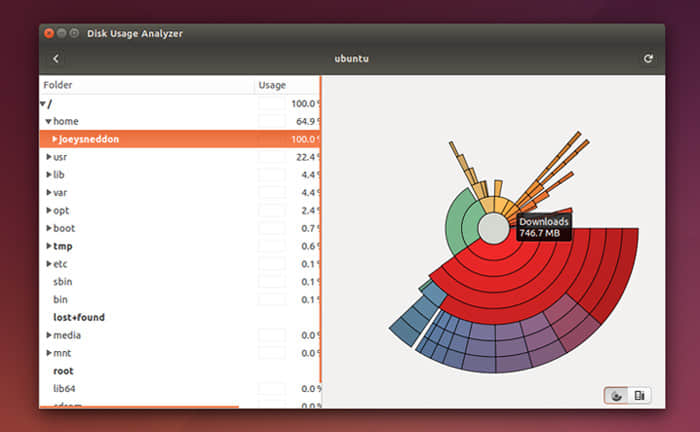 Disk Usage Analyzer
ubuntu
Folder Usage
/ 100.0 %
home 64.9 %
joeysneddon 100.0 %
usr 22.4 %
lib 4.4 %
var 4.4 %
opt 2.4 %
boot 0.7 %
tmp 0.6 %
etc 0.1 %
sbin 0.1 %
bin 0.1 %
lost+found
media 0.0 %
mnt 0.0 %
root
lib64 0.0 %
cdrom 0.0 %
Downloads
746.7 MB